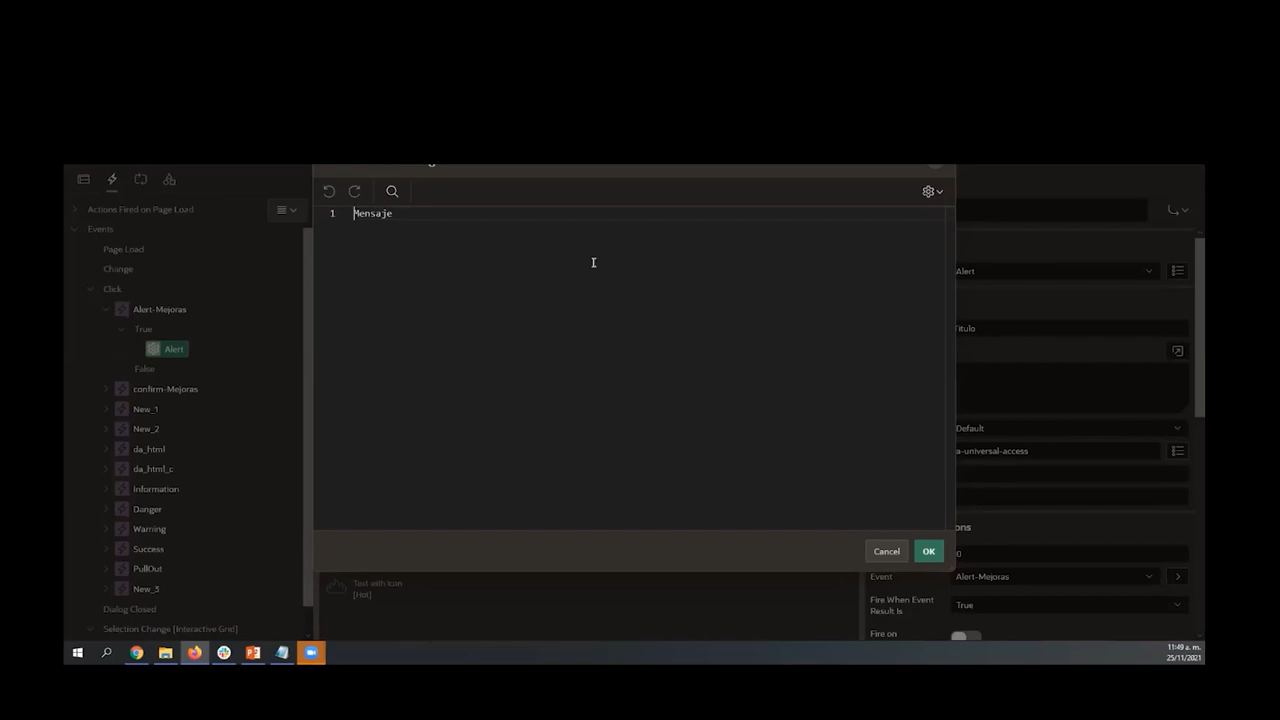 Actions Fired on Page Load
Events
Page Load
Change
Click
Alert-Mejoras
True
Alert
False
confirm-Mejoras
New_1
New_2
da_html
da_html_c
Information
Danger
Warning
Success
PullOut
New_3
Dialog Closed
Selection Change [Interactive Grid]
1 Mensaje
Cancel
OK
Text with Icon
[Hot]
Alert
Titulo
Default
a-universal-access
ons
0
Event
Alert-Mejoras
Fire When Event
Result Is
True
Fire on
11:49 a. m.
25/11/2021